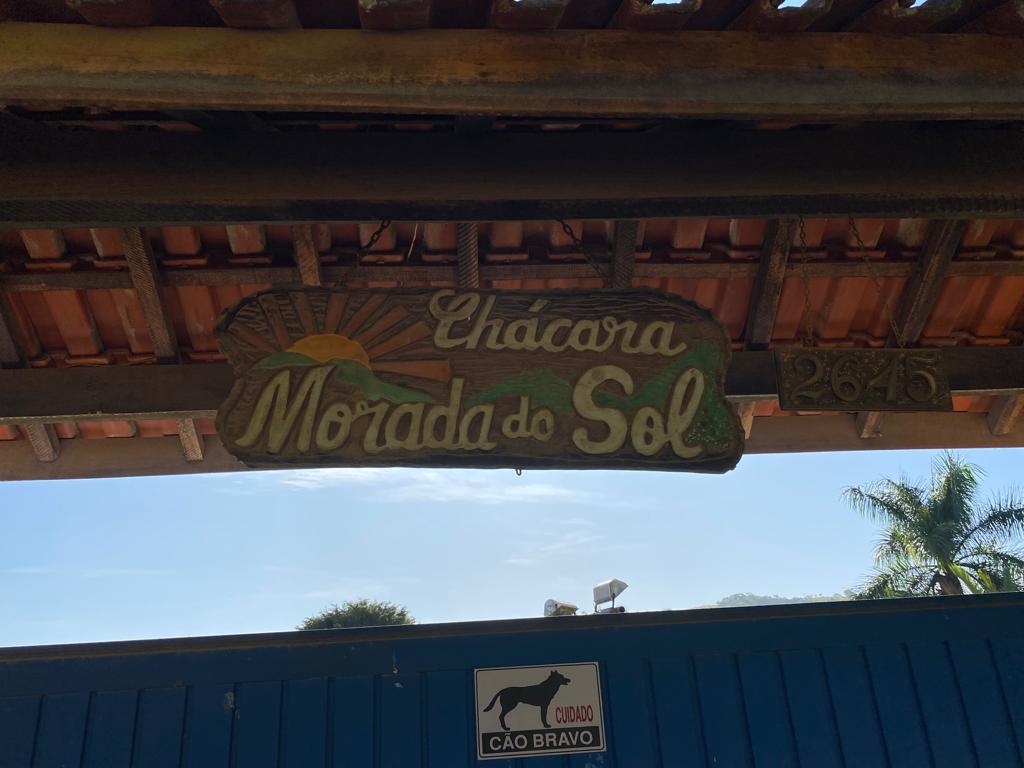 Chácara
Morada do Sol
2645
CUIDADO
CÃO BRAVO